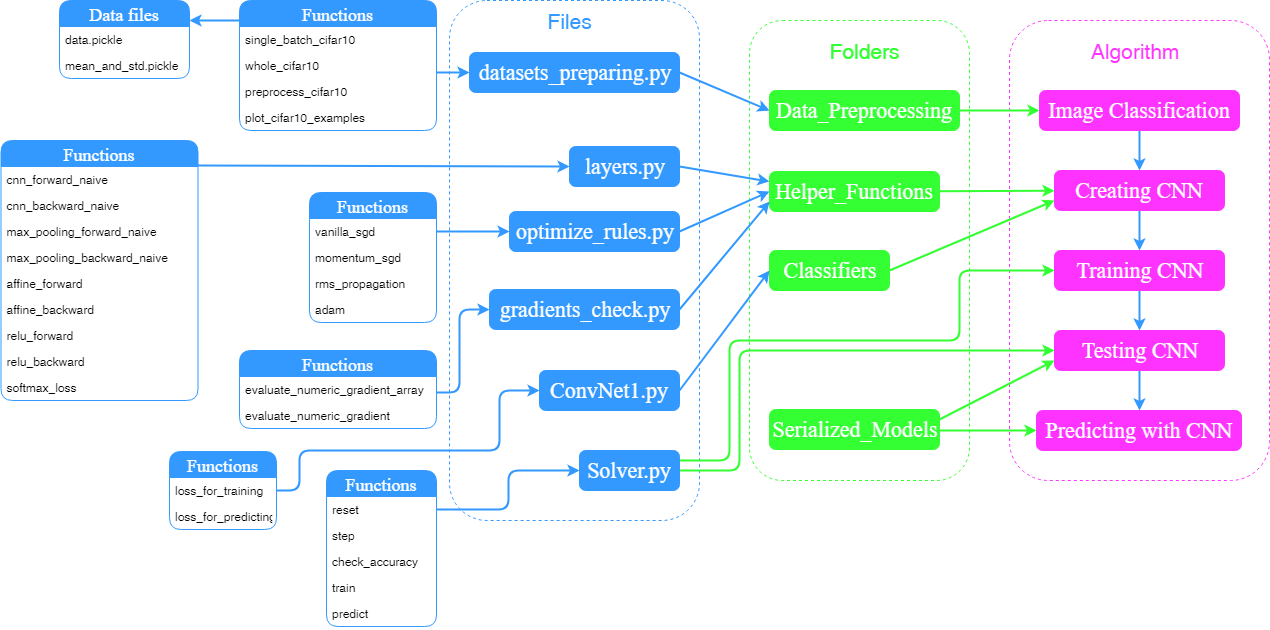 Data files
data.pickle
mean_and_std.pickle
Functions
single_batch_cifar10
whole_cifar10
preprocess_cifar10
plot_cifar10_examples
Functions
cnn_forward_naive
cnn_backward_naive
max_pooling_forward_naive
max_pooling_backward_naive
affine_forward
affine_backward
relu_forward
relu_backward
softmax_loss
Functions
vanilla_sgd
momentum_sgd
rms_propagation
adam
Functions
evaluate_numeric_gradient_array
evaluate_numeric_gradient
Functions
loss_for_training
loss_for_predicting
Functions
reset
step
check_accuracy
train
predict
Files
datasets_preparing.py
layers.py
optimize_rules.py
gradients_check.py
ConvNet1.py
Solver.py
Folders
Data_Preprocessing
Helper_Functions
Classifiers
Serialized_Models
Algorithm
Image Classification
Creating CNN
Training CNN
Testing CNN
Predicting with CNN